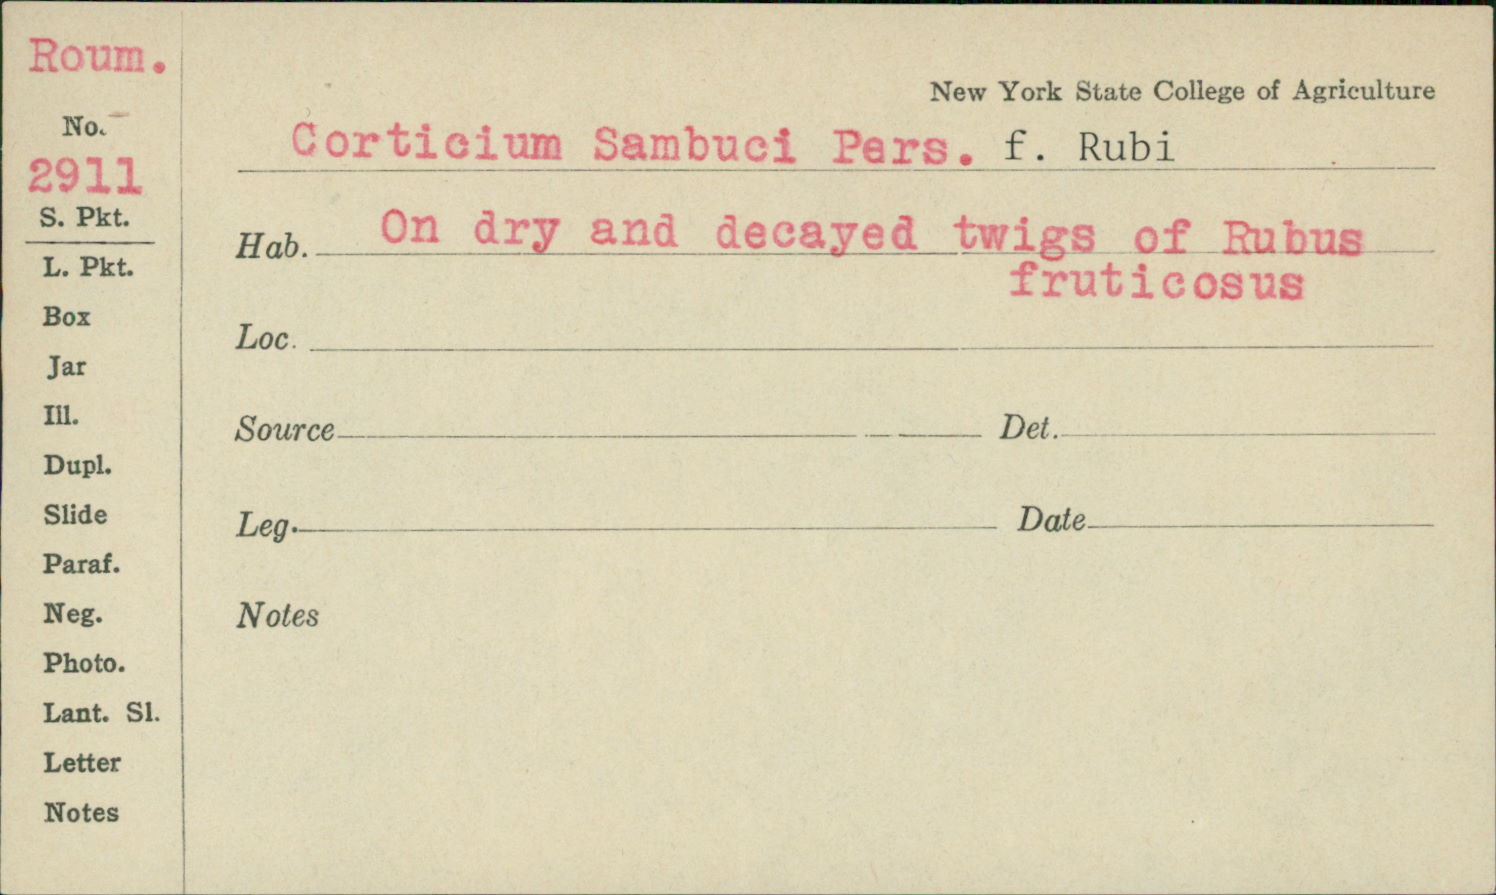 Roum.
No.
2911
S. Pkt.
L. Pkt.
Box
Jar
Ill.
Dupl.
Slide
Paraf.
Neg.
Photo.
Lant. Sl.
Letter
Notes
New York State College of Agriculture
Corticium Sambuci Pers. f. Rubi
Hab. On dry and decayed twigs of Rubus
fruticosus
Loc.
Source Det.
Leg. Date
Notes